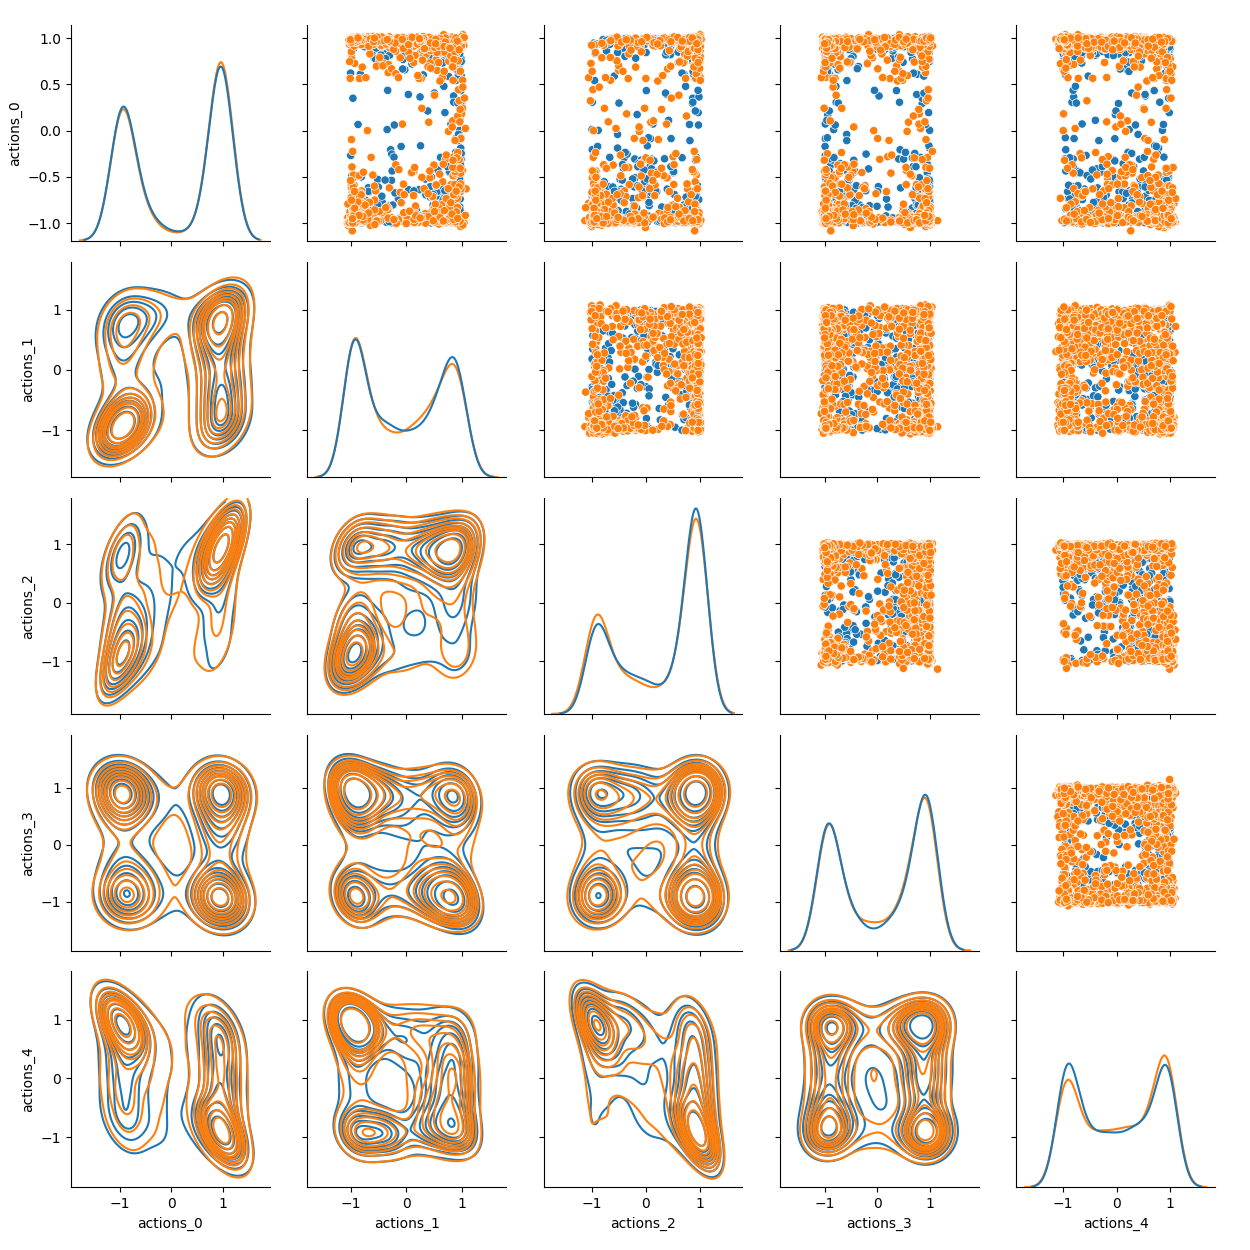 1.0
0.5
0.0
−0.5
−1.0
actions_0
1
0
−1
actions_1
1
0
−1
actions_2
1
0
−1
actions_3
1
0
−1
actions_4
−1 0 1 −1 0 1 −1 0 1 −1 0 1 −1 0 1
actions_0 actions_1 actions_2 actions_3 actions_4